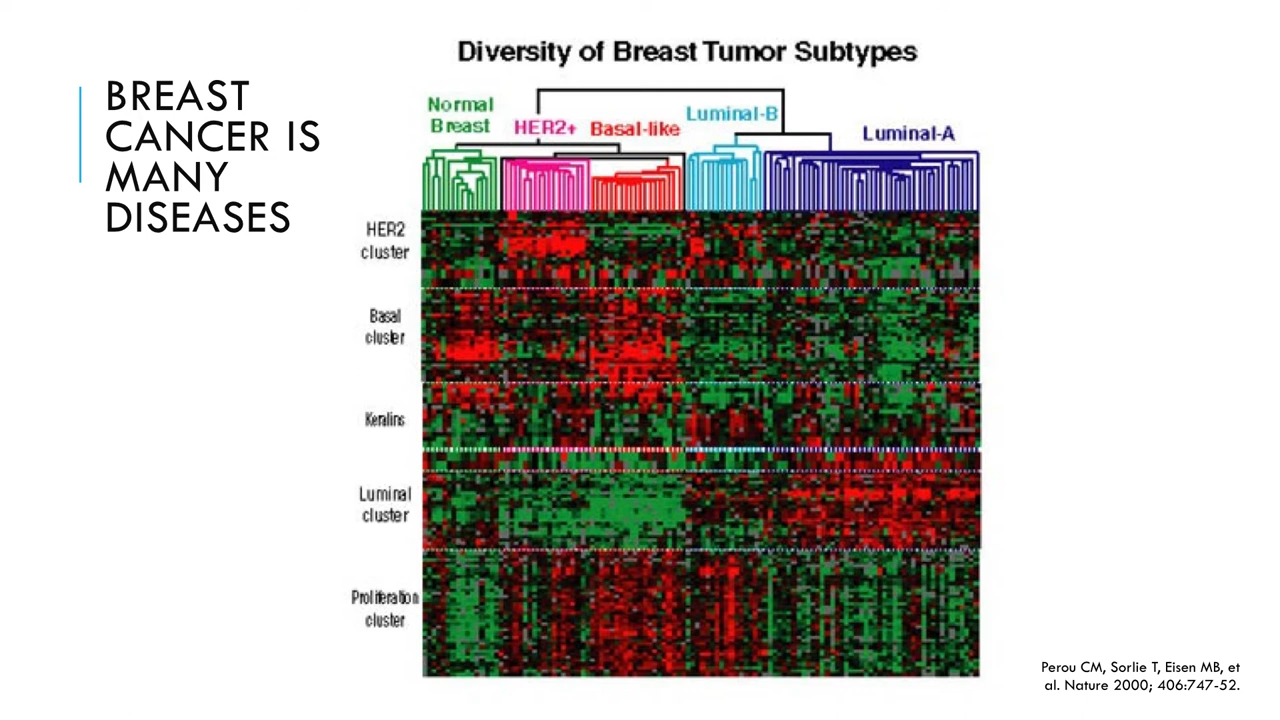 BREAST
CANCER IS
MANY
DISEASES
Diversity of Breast Tumor Subtypes
Normal
Breast
HER2+
Basal-like
Luminal-B
Luminal-A
HER2
cluster
Basal
cluster
Keralins
Luminal
cluster
Proliferation
cluster
Perou CM, Sorlie T, Eisen MB, et
al. Nature 2000; 406:747-52.